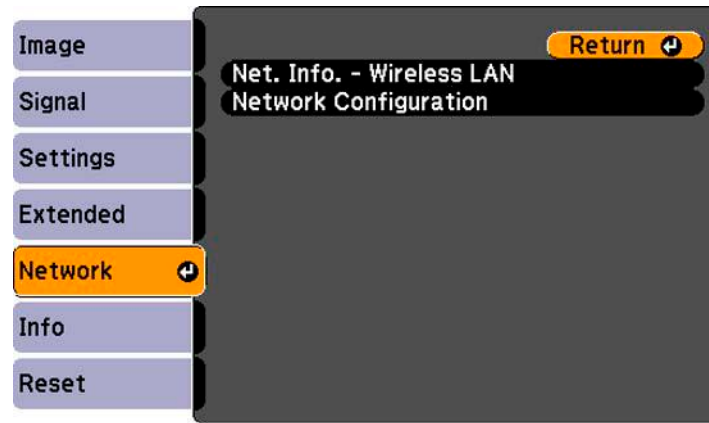 Image
Signal
Settings
Extended
Network
Info
Reset
Return
Net. Info. - Wireless LAN
Network Configuration